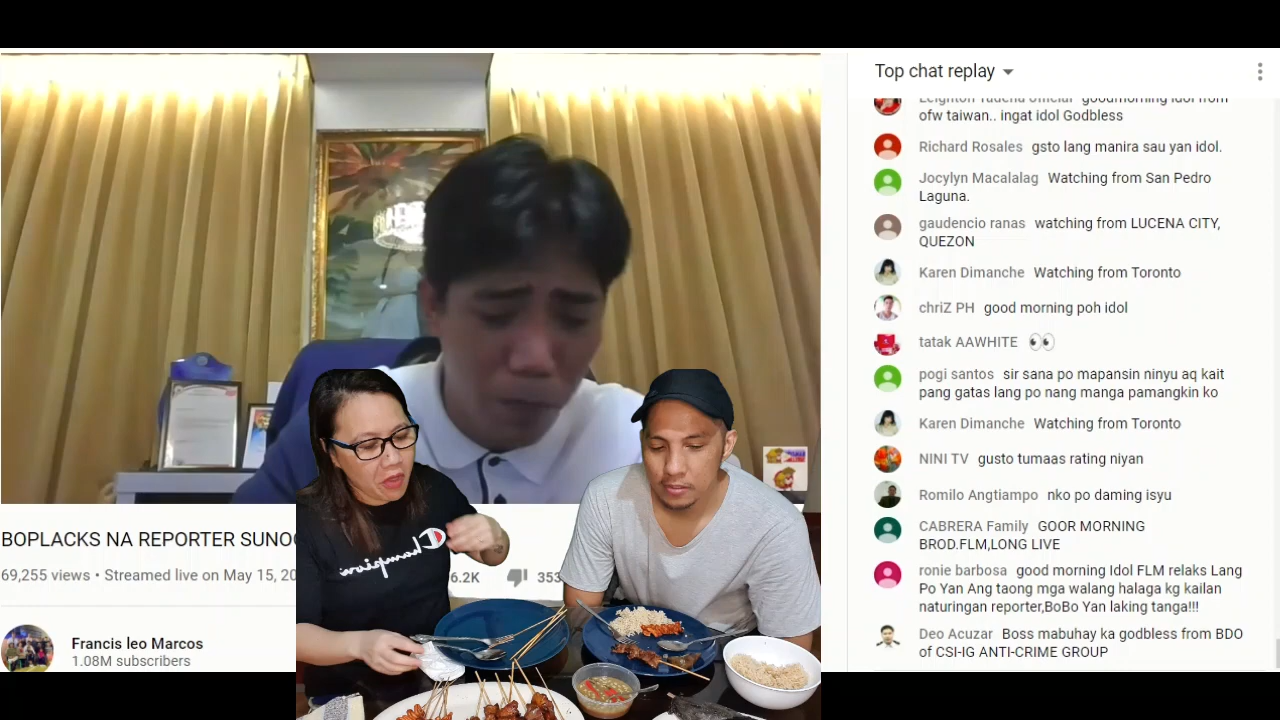 Top chat replay
Leighton Tadena official goodmorning idol from
ofw taiwan.. ingat idol Godbless
Richard Rosales gsto lang manira sau yan idol.
Jocylyn Macalalag Watching from San Pedro
Laguna.
gaudencio ranas watching from LUCENA CITY,
QUEZON
Karen Dimanche Watching from Toronto
chriZ PH good morning poh idol
tatak AAWHITE 👀
pogi santos sir sana po mapansin ninyu aq kait
pang gatas lang po nang manga pamangkin ko
Karen Dimanche Watching from Toronto
NINI TV gusto tumaas rating niyan
Romilo Angtiampo nko po daming isyu
CABRERA Family GOOR MORNING
BROD.FLM,LONG LIVE
ronie barbosa good morning Idol FLM relaks Lang
Po Yan Ang taong mga walang halaga kg kailan
naturingan reporter,BoBo Yan laking tanga!!!
Deo Acuzar Boss mabuhay ka godbless from BDO
of CSI-IG ANTI-CRIME GROUP
BOPLACKS NA REPORTER SUNO
69,255 views • Streamed live on May 15, 20
6.2K 353
Francis leo Marcos
1.08M subscribers
Champion